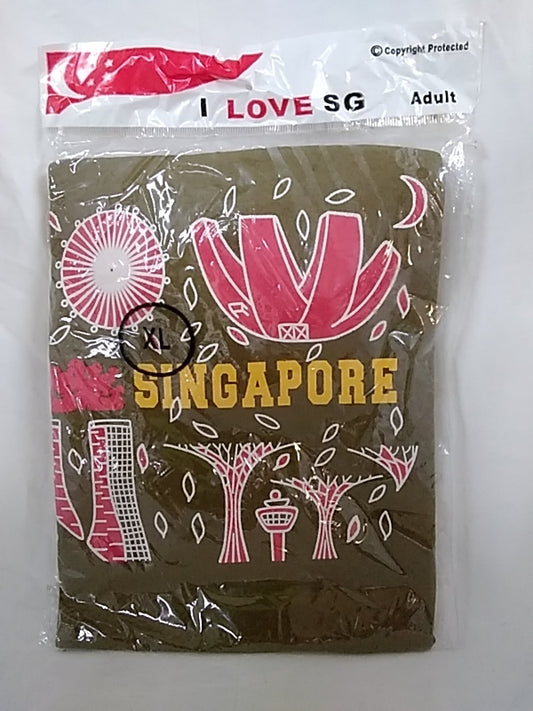 © Copyright Protected
I LOVE SG Adult
XL
SINGAPORE